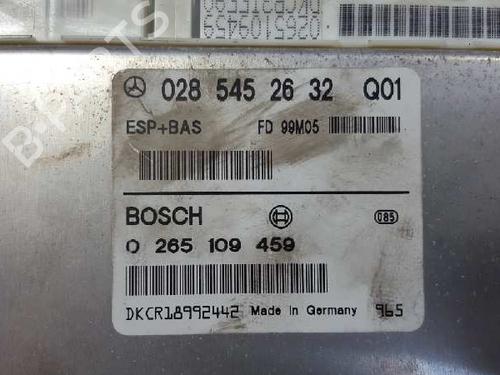 0265109459
028 545 26 32 Q01
ESP+BAS FD 99M05
BOSCH 085
0 265 109 459
DKCR18992442 Made in Germany 965